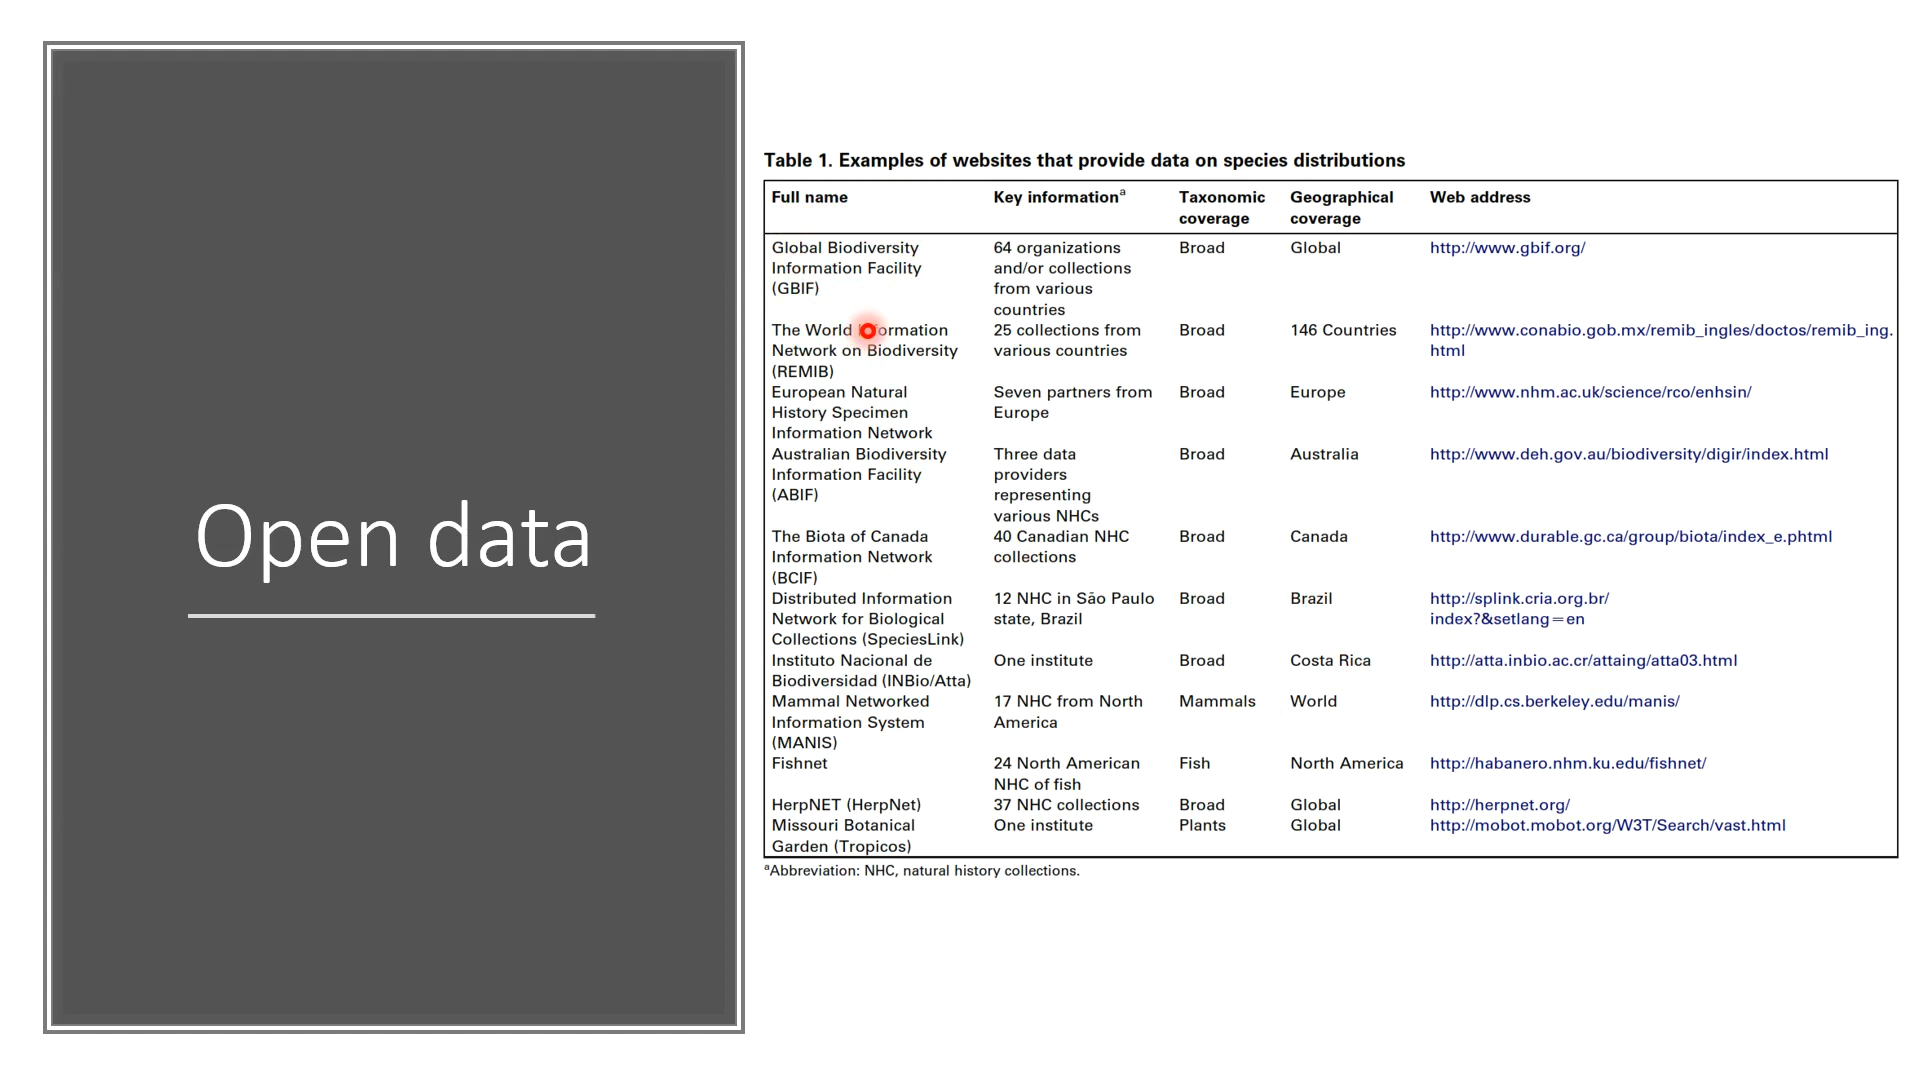 Open data
Table 1. Examples of websites that provide data on species distributions
Full name Key informationᵃ Taxonomic coverage Geographical coverage Web address
Global Biodiversity Information Facility (GBIF) 64 organizations and/or collections from various countries Broad Global http://www.gbif.org/
The World Information Network on Biodiversity (REMIB) 25 collections from various countries Broad 146 Countries http://www.conabio.gob.mx/remib_ingles/doctos/remib_ing.html
European Natural History Specimen Information Network Seven partners from Europe Broad Europe http://www.nhm.ac.uk/science/rco/enhsin/
Australian Biodiversity Information Facility (ABIF) Three data providers representing various NHCs Broad Australia http://www.deh.gov.au/biodiversity/digir/index.html
The Biota of Canada Information Network (BCIF) 40 Canadian NHC collections Broad Canada http://www.durable.gc.ca/group/biota/index_e.phtml
Distributed Information Network for Biological Collections (SpeciesLink) 12 NHC in São Paulo state, Brazil Broad Brazil http://splink.cria.org.br/index?&setlang=en
Instituto Nacional de Biodiversidad (INBio/Atta) One institute Broad Costa Rica http://atta.inbio.ac.cr/attaing/atta03.html
Mammal Networked Information System (MANIS) 17 NHC from North America Mammals World http://dlp.cs.berkeley.edu/manis/
Fishnet 24 North American NHC of fish Fish North America http://habanero.nhm.ku.edu/fishnet/
HerpNET (HerpNet) 37 NHC collections Broad Global http://herpnet.org/
Missouri Botanical Garden (Tropicos) One institute Plants Global http://mobot.mobot.org/W3T/Search/vast.html
ᵃAbbreviation: NHC, natural history collections.